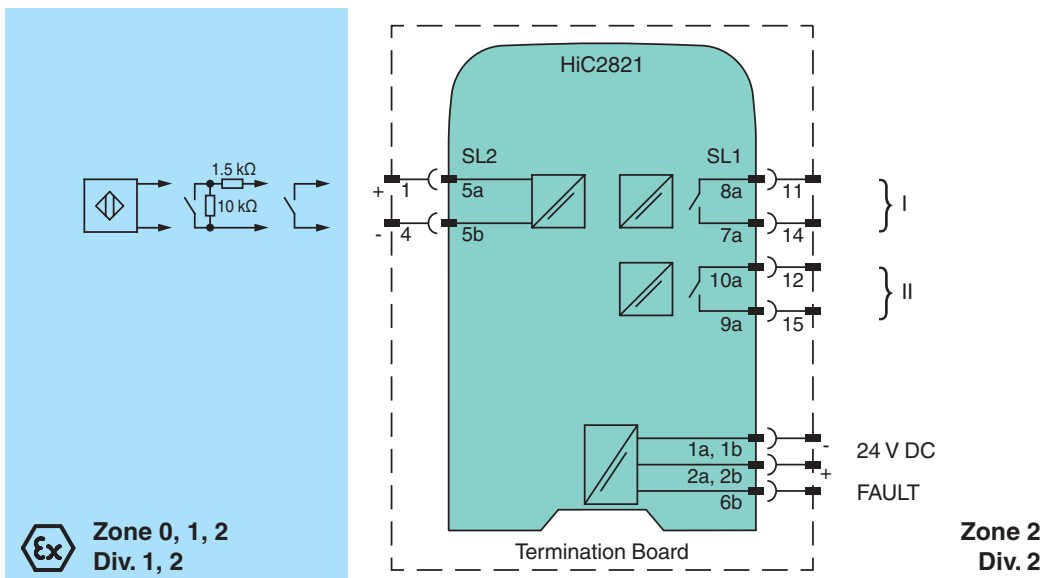 HiC2821
SL2
SL1
1.5 kΩ
10 kΩ
+ 1
5a
- 4
5b
8a
11
7a
14
I
10a
12
9a
15
II
1a, 1b
-
24 V DC
2a, 2b
+
6b
FAULT
Termination Board
Ex
Zone 0, 1, 2
Div. 1, 2
Zone 2
Div. 2